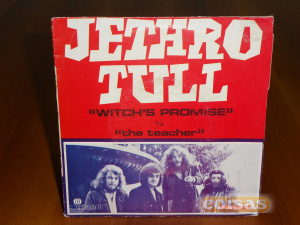 JETHRO
TULL
"WITCH'S PROMISE"
"the teacher"
coisas